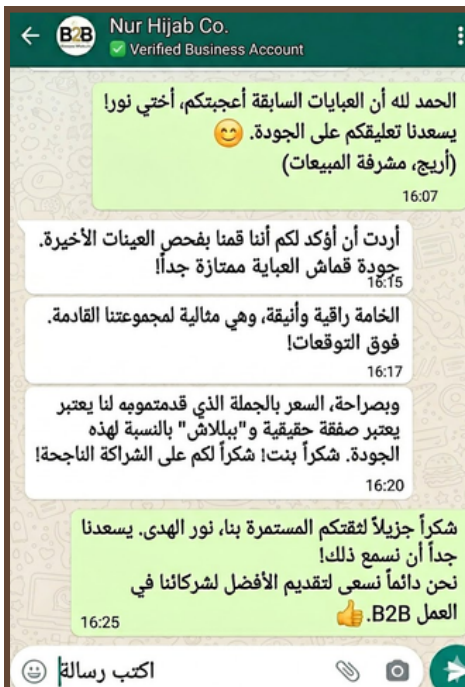 Nur Hijab Co.
B2B
✅ Verified Business Account
الحمد لله أن العبايات السابقة أعجبتكم، أختي نور!
يسعدنا تعليقكم على الجودة. 😊
(أريج، مشرفة المبيعات)
16:07
أردت أن أؤكد لكم أننا قمنا بفحص العينات الأخيرة.
جودة قماش العباية ممتازة جداً!
16:15
الخامة راقية وأنيقة، وهي مثالية لمجموعتنا القادمة.
فوق التوقعات!
16:17
وبصراحة، السعر بالجملة الذي قدمتموه لنا يعتبر
يعتبر صفقة حقيقية و"ببللاش" بالنسبة لهذه
الجودة. شكراً بنت! شكراً لكم على الشراكة الناجحة!
16:20
شكراً جزيلاً لثقتكم المستمرة بنا، نور الهدى. يسعدنا
جداً أن نسمع ذلك!
نحن دائماً نسعى لتقديم الأفضل لشركائنا في
العمل B2B.👍
16:25
اكتب رسالة